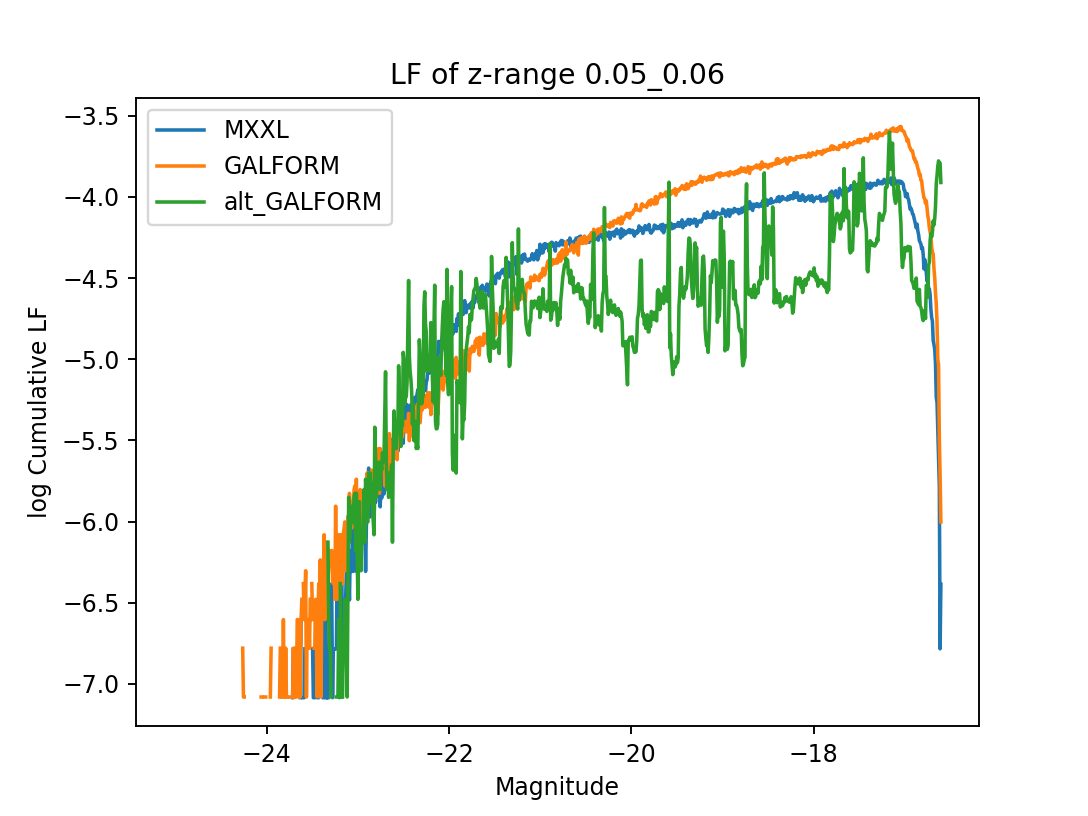 LF of z-range 0.05_0.06
MXXL
GALFORM
alt_GALFORM
−3.5
−4.0
−4.5
−5.0
−5.5
−6.0
−6.5
−7.0
log Cumulative LF
−24
−22
−20
−18
Magnitude